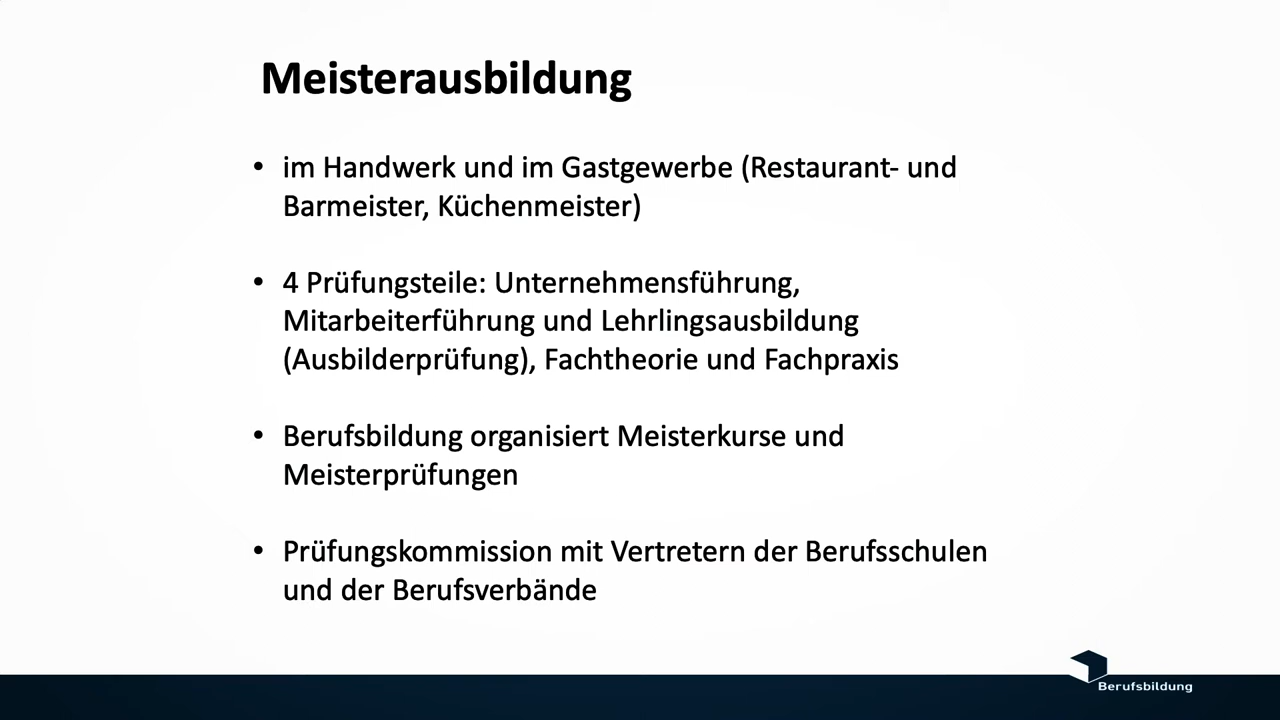 Meisterausbildung
• im Handwerk und im Gastgewerbe (Restaurant- und
Barmeister, Küchenmeister)
• 4 Prüfungsteile: Unternehmensführung,
Mitarbeiterführung und Lehrlingsausbildung
(Ausbilderprüfung), Fachtheorie und Fachpraxis
• Berufsbildung organisiert Meisterkurse und
Meisterprüfungen
• Prüfungskommission mit Vertretern der Berufsschulen
und der Berufsverbände
Berufsbildung